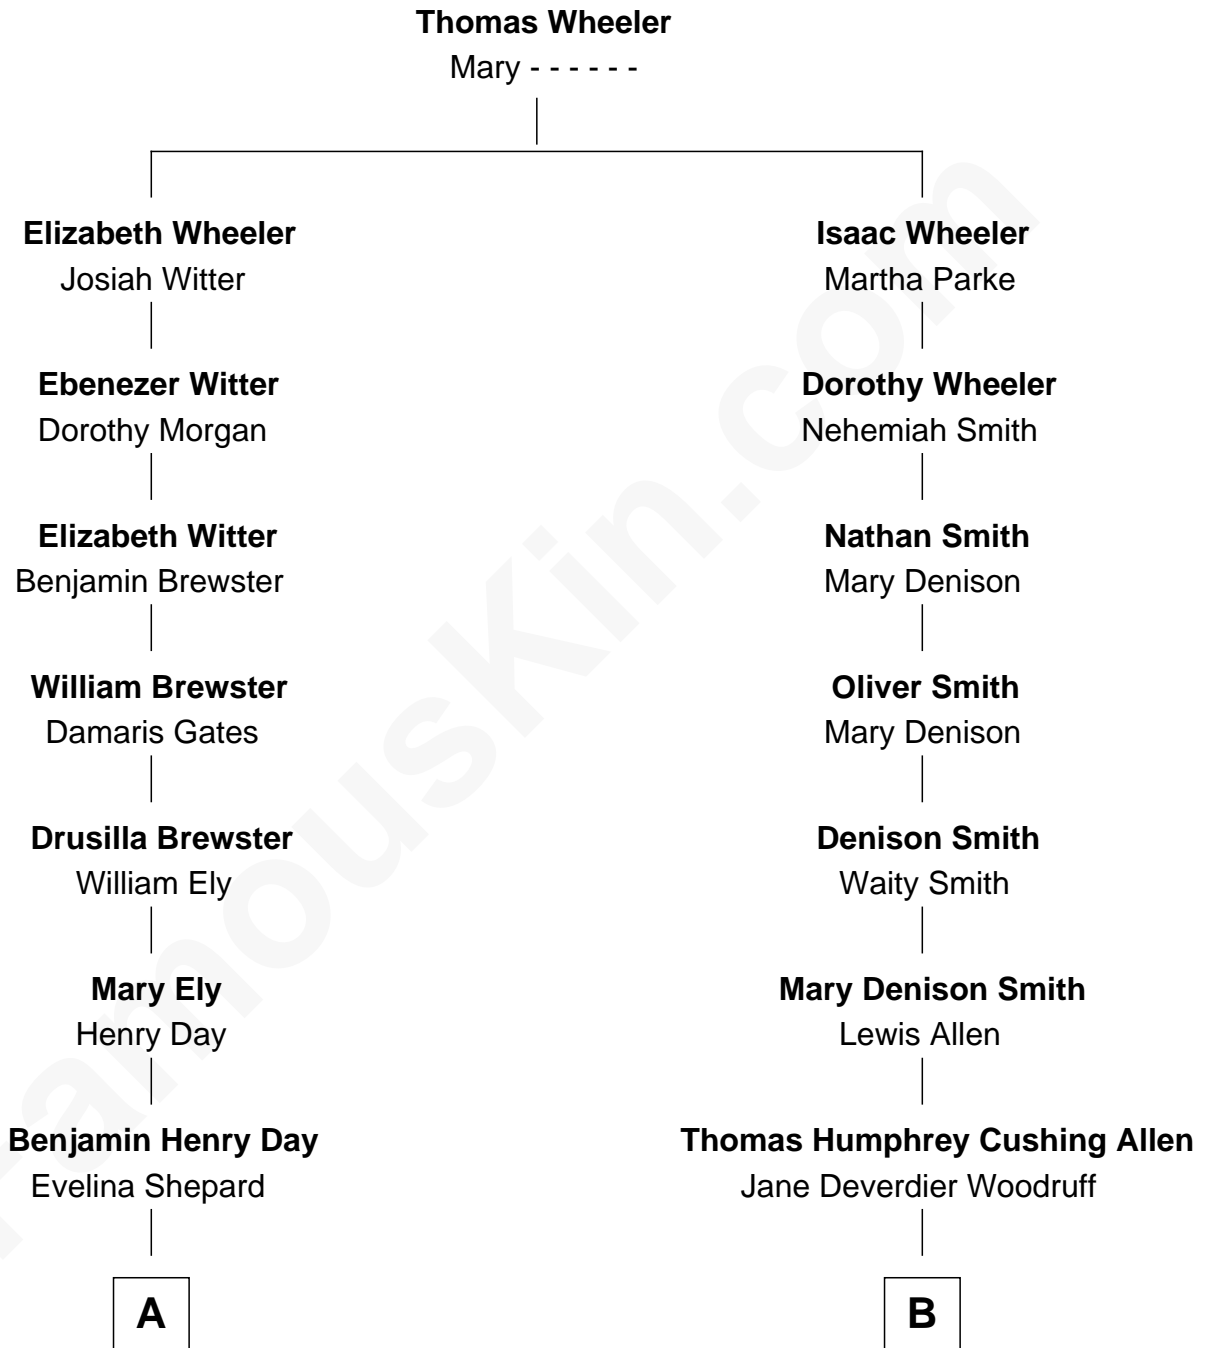 Thomas Wheeler
Mary - - - - - -
Elizabeth Wheeler
Josiah Witter
Isaac Wheeler
Martha Parke
Ebenezer Witter
Dorothy Morgan
Dorothy Wheeler
Nehemiah Smith
Elizabeth Witter
Benjamin Brewster
Nathan Smith
Mary Denison
William Brewster
Damaris Gates
Oliver Smith
Mary Denison
Drusilla Brewster
William Ely
Denison Smith
Waity Smith
Mary Ely
Henry Day
Mary Denison Smith
Lewis Allen
Benjamin Henry Day
Evelina Shepard
Thomas Humphrey Cushing Allen
Jane Deverdier Woodruff
A
B
FamousKin.com